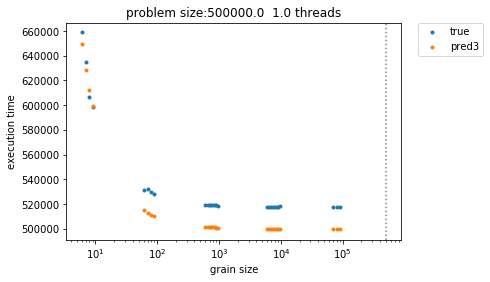 problem size:500000.0  1.0 threads
true
pred3
660000
640000
620000
600000
580000
560000
540000
520000
500000
execution time
10¹
10²
10³
10⁴
10⁵
grain size